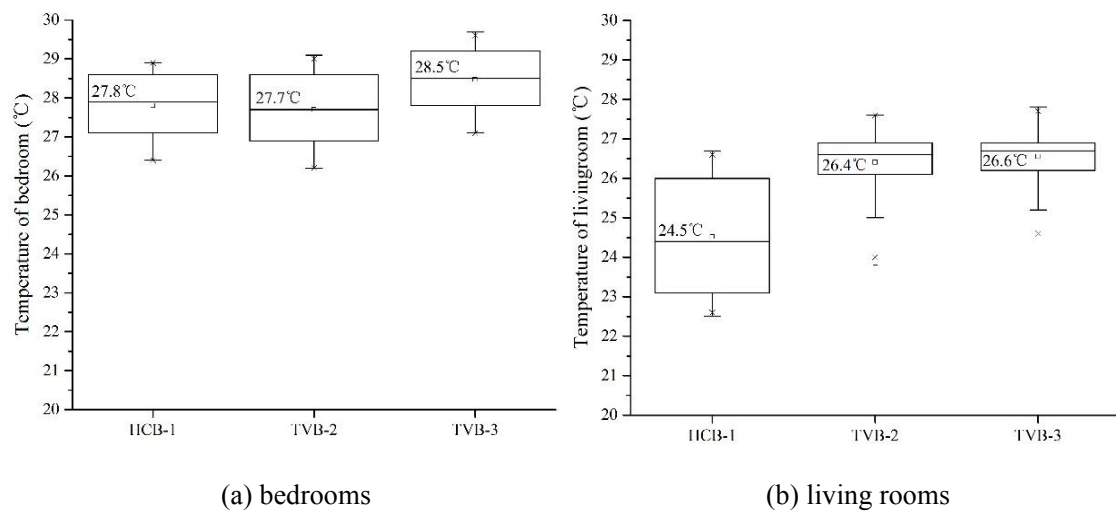 Temperature of bedroom (℃)
30
29
28
27
26
25
24
23
22
21
20
27.8℃
27.7℃
28.5℃
HCB-1
TVB-2
TVB-3
(a) bedrooms
Temperature of livingroom (℃)
30
29
28
27
26
25
24
23
22
21
20
24.5℃
26.4℃
26.6℃
HCB-1
TVB-2
TVB-3
(b) living rooms